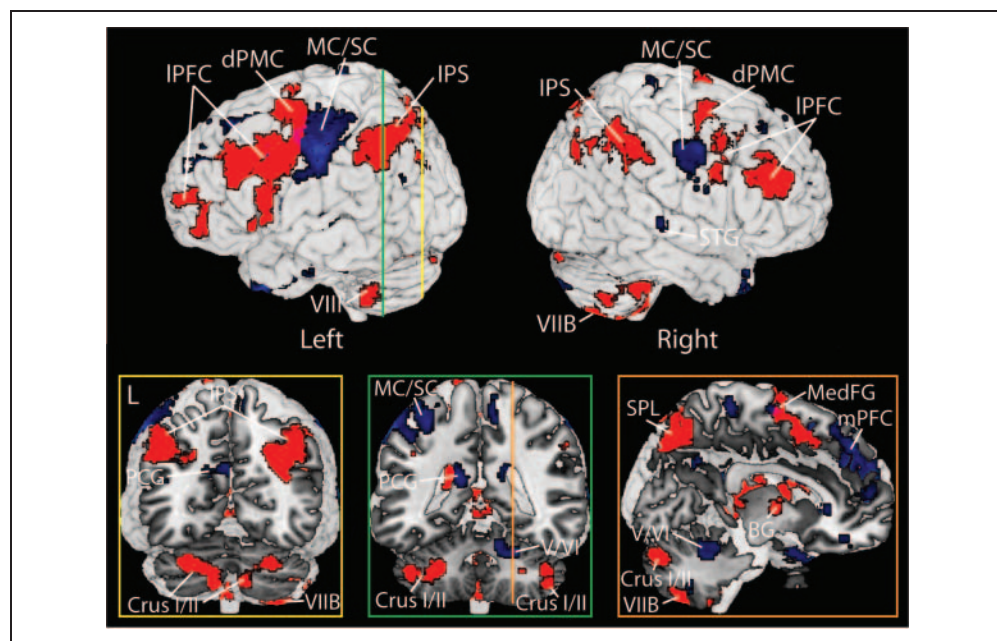 MC/SC
dPMC
lPFC
IPS
VIII
Left
MC/SC
dPMC
IPS
lPFC
STG
VIIB
Right
L
IPS
PCG
Crus I/II
VIIB
MC/SC
PCG
V/VI
Crus I/II
Crus I/II
MedFG
SPL
mPFC
V/VI
BG
Crus I/II
VIIB